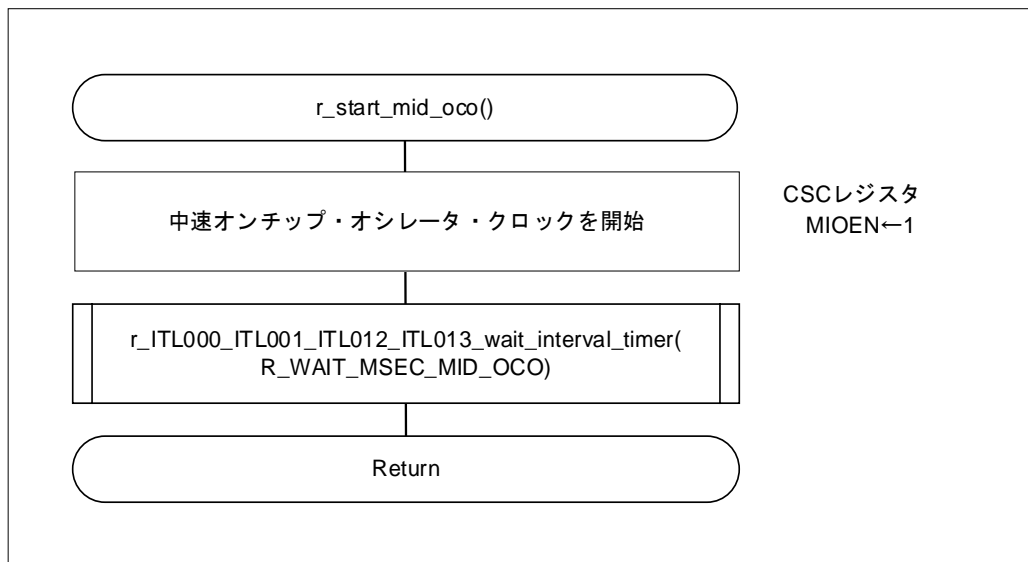 r_start_mid_oco()
中速オンチップ・オシレータ・クロックを開始
CSCレジスタ
MIOEN←1
r_ITL000_ITL001_ITL012_ITL013_wait_interval_timer(
R_WAIT_MSEC_MID_OCO)
Return